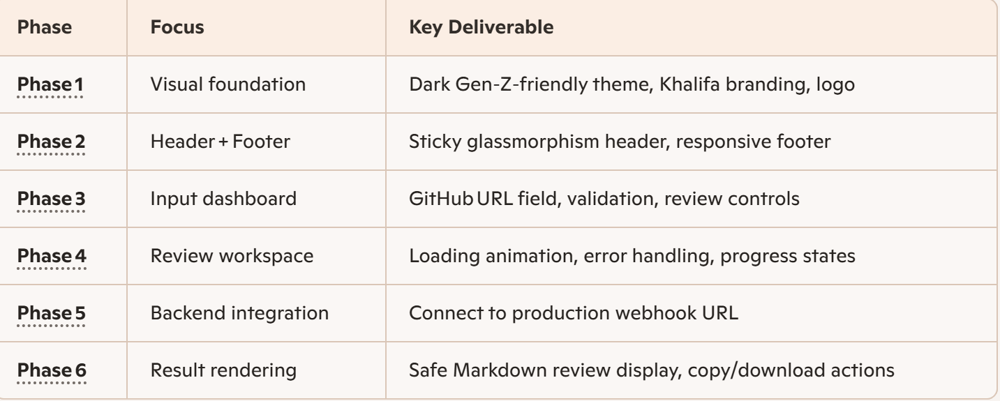 Phase Focus Key Deliverable
Phase 1 Visual foundation Dark Gen-Z-friendly theme, Khalifa branding, logo
Phase 2 Header + Footer Sticky glassmorphism header, responsive footer
Phase 3 Input dashboard GitHub URL field, validation, review controls
Phase 4 Review workspace Loading animation, error handling, progress states
Phase 5 Backend integration Connect to production webhook URL
Phase 6 Result rendering Safe Markdown review display, copy/download actions